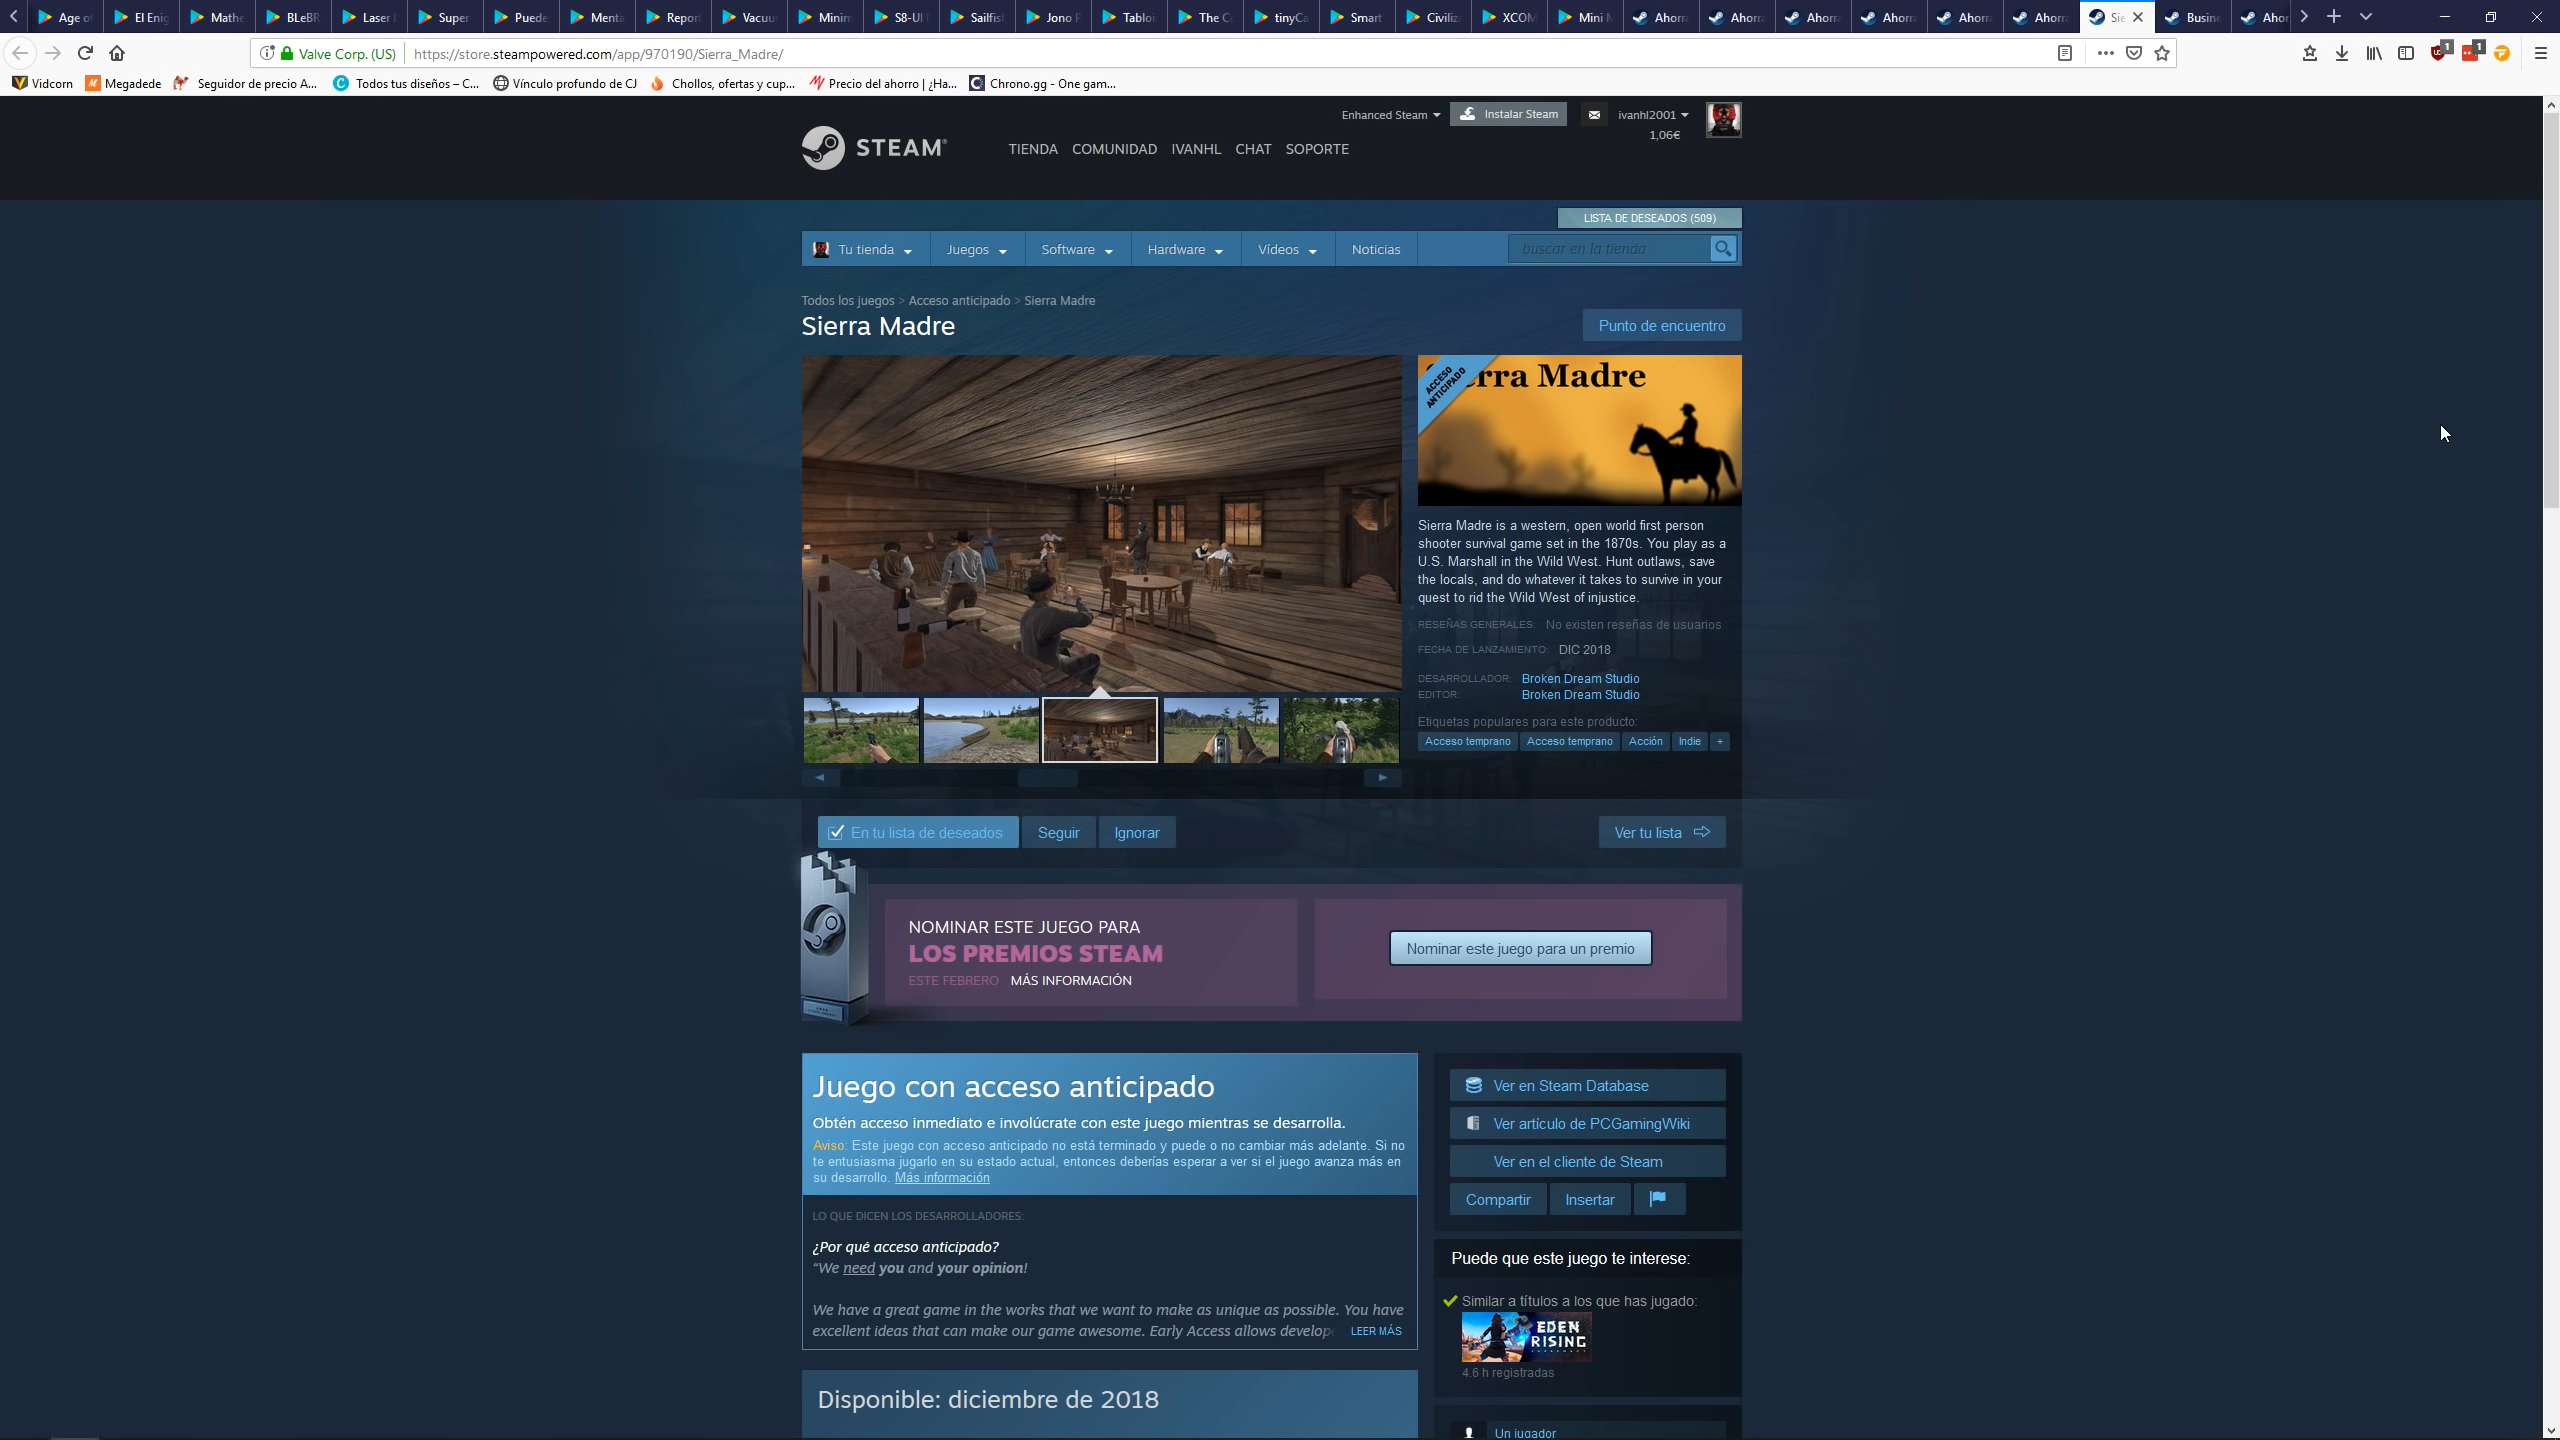 Age of
El Enig
Mathe
BLeBR
Laser
Super
Puede
Menta
Report
Vacuu
Minim
S8-UI
Sailfis
Jono
Tabloi
The C
tinyCa
Smart
Civiliz
XCOM
Mini M
Ahorr
Ahorr
Ahorr
Ahorr
Ahorr
Ahorr
Sie
Busine
Ahor
Valve Corp. (US)
https://store.steampowered.com/app/970190/Sierra_Madre/
1
1
Vidcorn
Megadede
Seguidor de precio A...
Todos tus diseños – C...
Vínculo profundo de CJ
Chollos, ofertas y cup...
Precio del ahorro | ¿Ha...
Chrono.gg - One gam...
Enhanced Steam
Instalar Steam
ivanhl2001
1,06€
STEAM®
TIENDA COMUNIDAD IVANHL CHAT SOPORTE
LISTA DE DESEADOS (509)
Tu tienda
Juegos
Software
Hardware
Vídeos
Noticias
buscar en la tienda
Todos los juegos > Acceso anticipado > Sierra Madre
Sierra Madre
Punto de encuentro
ACCESO
ANTICIPADO
erra Madre
Sierra Madre is a western, open world first person
shooter survival game set in the 1870s. You play as a
U.S. Marshall in the Wild West. Hunt outlaws, save
the locals, and do whatever it takes to survive in your
quest to rid the Wild West of injustice.
RESEÑAS GENERALES: No existen reseñas de usuarios
FECHA DE LANZAMIENTO: DIC 2018
DESARROLLADOR: Broken Dream Studio
EDITOR: Broken Dream Studio
Etiquetas populares para este producto:
Acceso temprano Acceso temprano Acción Indie +
En tu lista de deseados
Seguir
Ignorar
Ver tu lista
NOMINAR ESTE JUEGO PARA
LOS PREMIOS STEAM
ESTE FEBRERO MÁS INFORMACIÓN
Nominar este juego para un premio
Juego con acceso anticipado
Obtén acceso inmediato e involúcrate con este juego mientras se desarrolla.
Aviso: Este juego con acceso anticipado no está terminado y puede o no cambiar más adelante. Si no
te entusiasma jugarlo en su estado actual, entonces deberías esperar a ver si el juego avanza más en
su desarrollo. Más información
LO QUE DICEN LOS DESARROLLADORES:
¿Por qué acceso anticipado?
“We need you and your opinion!
We have a great game in the works that we want to make as unique as possible. You have
excellent ideas that can make our game awesome. Early Access allows develop
LEER MÁS
Disponible: diciembre de 2018
Ver en Steam Database
Ver artículo de PCGamingWiki
Ver en el cliente de Steam
Compartir
Insertar
Puede que este juego te interese:
Similar a títulos a los que has jugado:
EDEN
RISING
4.6 h registradas
Un jugador